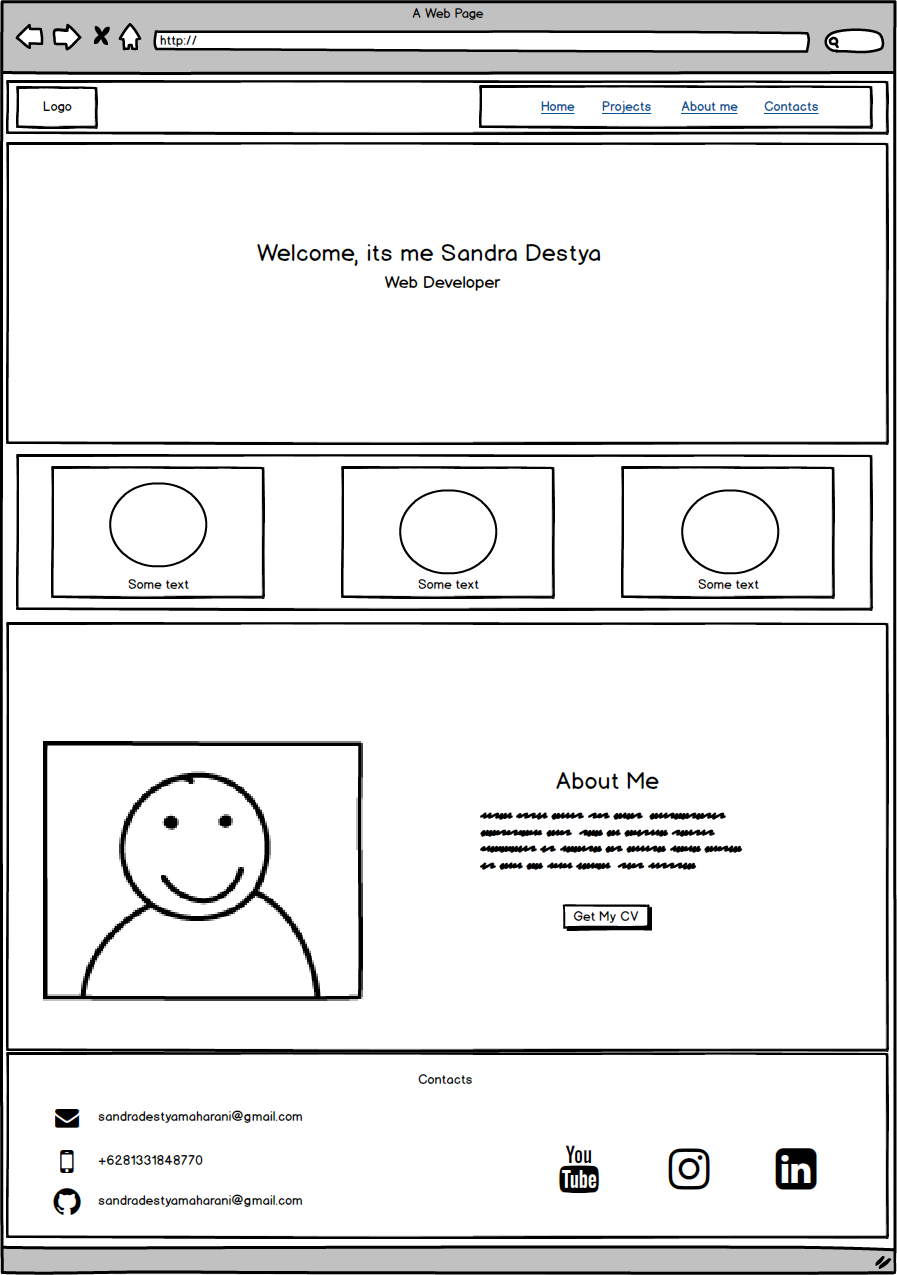 A Web Page
http://
Logo
Home Projects About me Contacts
Welcome, its me Sandra Destya
Web Developer
Some text Some text Some text
About Me
Get My CV
Contacts
sandradestyamaharani@gmail.com
+6281331848770
sandradestyamaharani@gmail.com
You
Tube
in